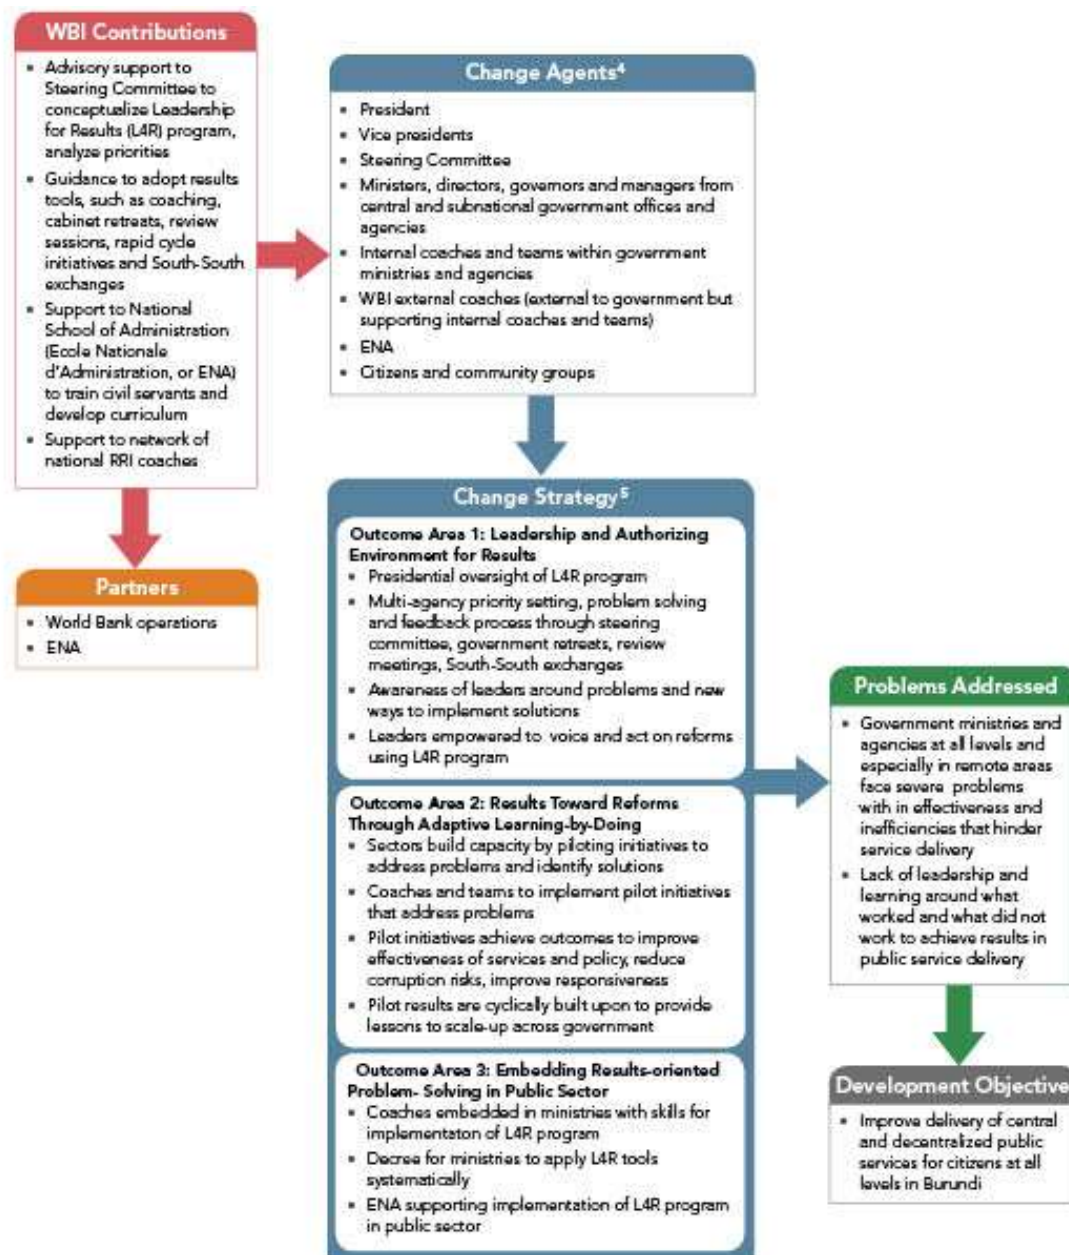 WBI Contributions
• Advisory support to
Steering Committee to
conceptualize Leadership
for Results (L4R) program,
analyze priorities
• Guidance to adopt results
tools, such as coaching,
cabinet retreats, review
sessions, rapid cycle
initiatives and South-South
exchanges
• Support to National
School of Administration
(Ecole Nationale
d'Administration, or ENA)
to train civil servants and
develop curriculum
• Support to network of
national RRI coaches
Partners
• World Bank operations
• ENA
Change Agents⁴
• President
• Vice presidents
• Steering Committee
• Ministers, directors, governors and managers from
central and subnational government offices and
agencies
• Internal coaches and teams within government
ministries and agencies
• WBI external coaches (external to government but
supporting internal coaches and teams)
• ENA
• Citizens and community groups
Change Strategy⁵
Outcome Area 1: Leadership and Authorizing
Environment for Results
• Presidential oversight of L4R program
• Multi-agency priority setting, problem solving
and feedback process through steering
committee, government retreats, review
meetings, South-South exchanges
• Awareness of leaders around problems and new
ways to implement solutions
• Leaders empowered to voice and act on reforms
using L4R program
Outcome Area 2: Results Toward Reforms
Through Adaptive Learning-by-Doing
• Sectors build capacity by piloting initiatives to
address problems and identify solutions
• Coaches and teams to implement pilot initiatives
that address problems
• Pilot initiatives achieve outcomes to improve
effectiveness of services and policy, reduce
corruption risks, improve responsiveness
• Pilot results are cyclically built upon to provide
lessons to scale-up across government
Outcome Area 3: Embedding Results-oriented
Problem- Solving in Public Sector
• Coaches embedded in ministries with skills for
implementaton of L4R program
• Decree for ministries to apply L4R tools
systematically
• ENA supporting implementation of L4R program
in public sector
Problems Addressed
• Government ministries and
agencies at all levels and
especially in remote areas
face severe problems
with in effectiveness and
inefficiencies that hinder
service delivery
• Lack of leadership and
learning around what
worked and what did not
work to achieve results in
public service delivery
Development Objective
• Improve delivery of central
and decentralized public
services for citizens at all
levels in Burundi